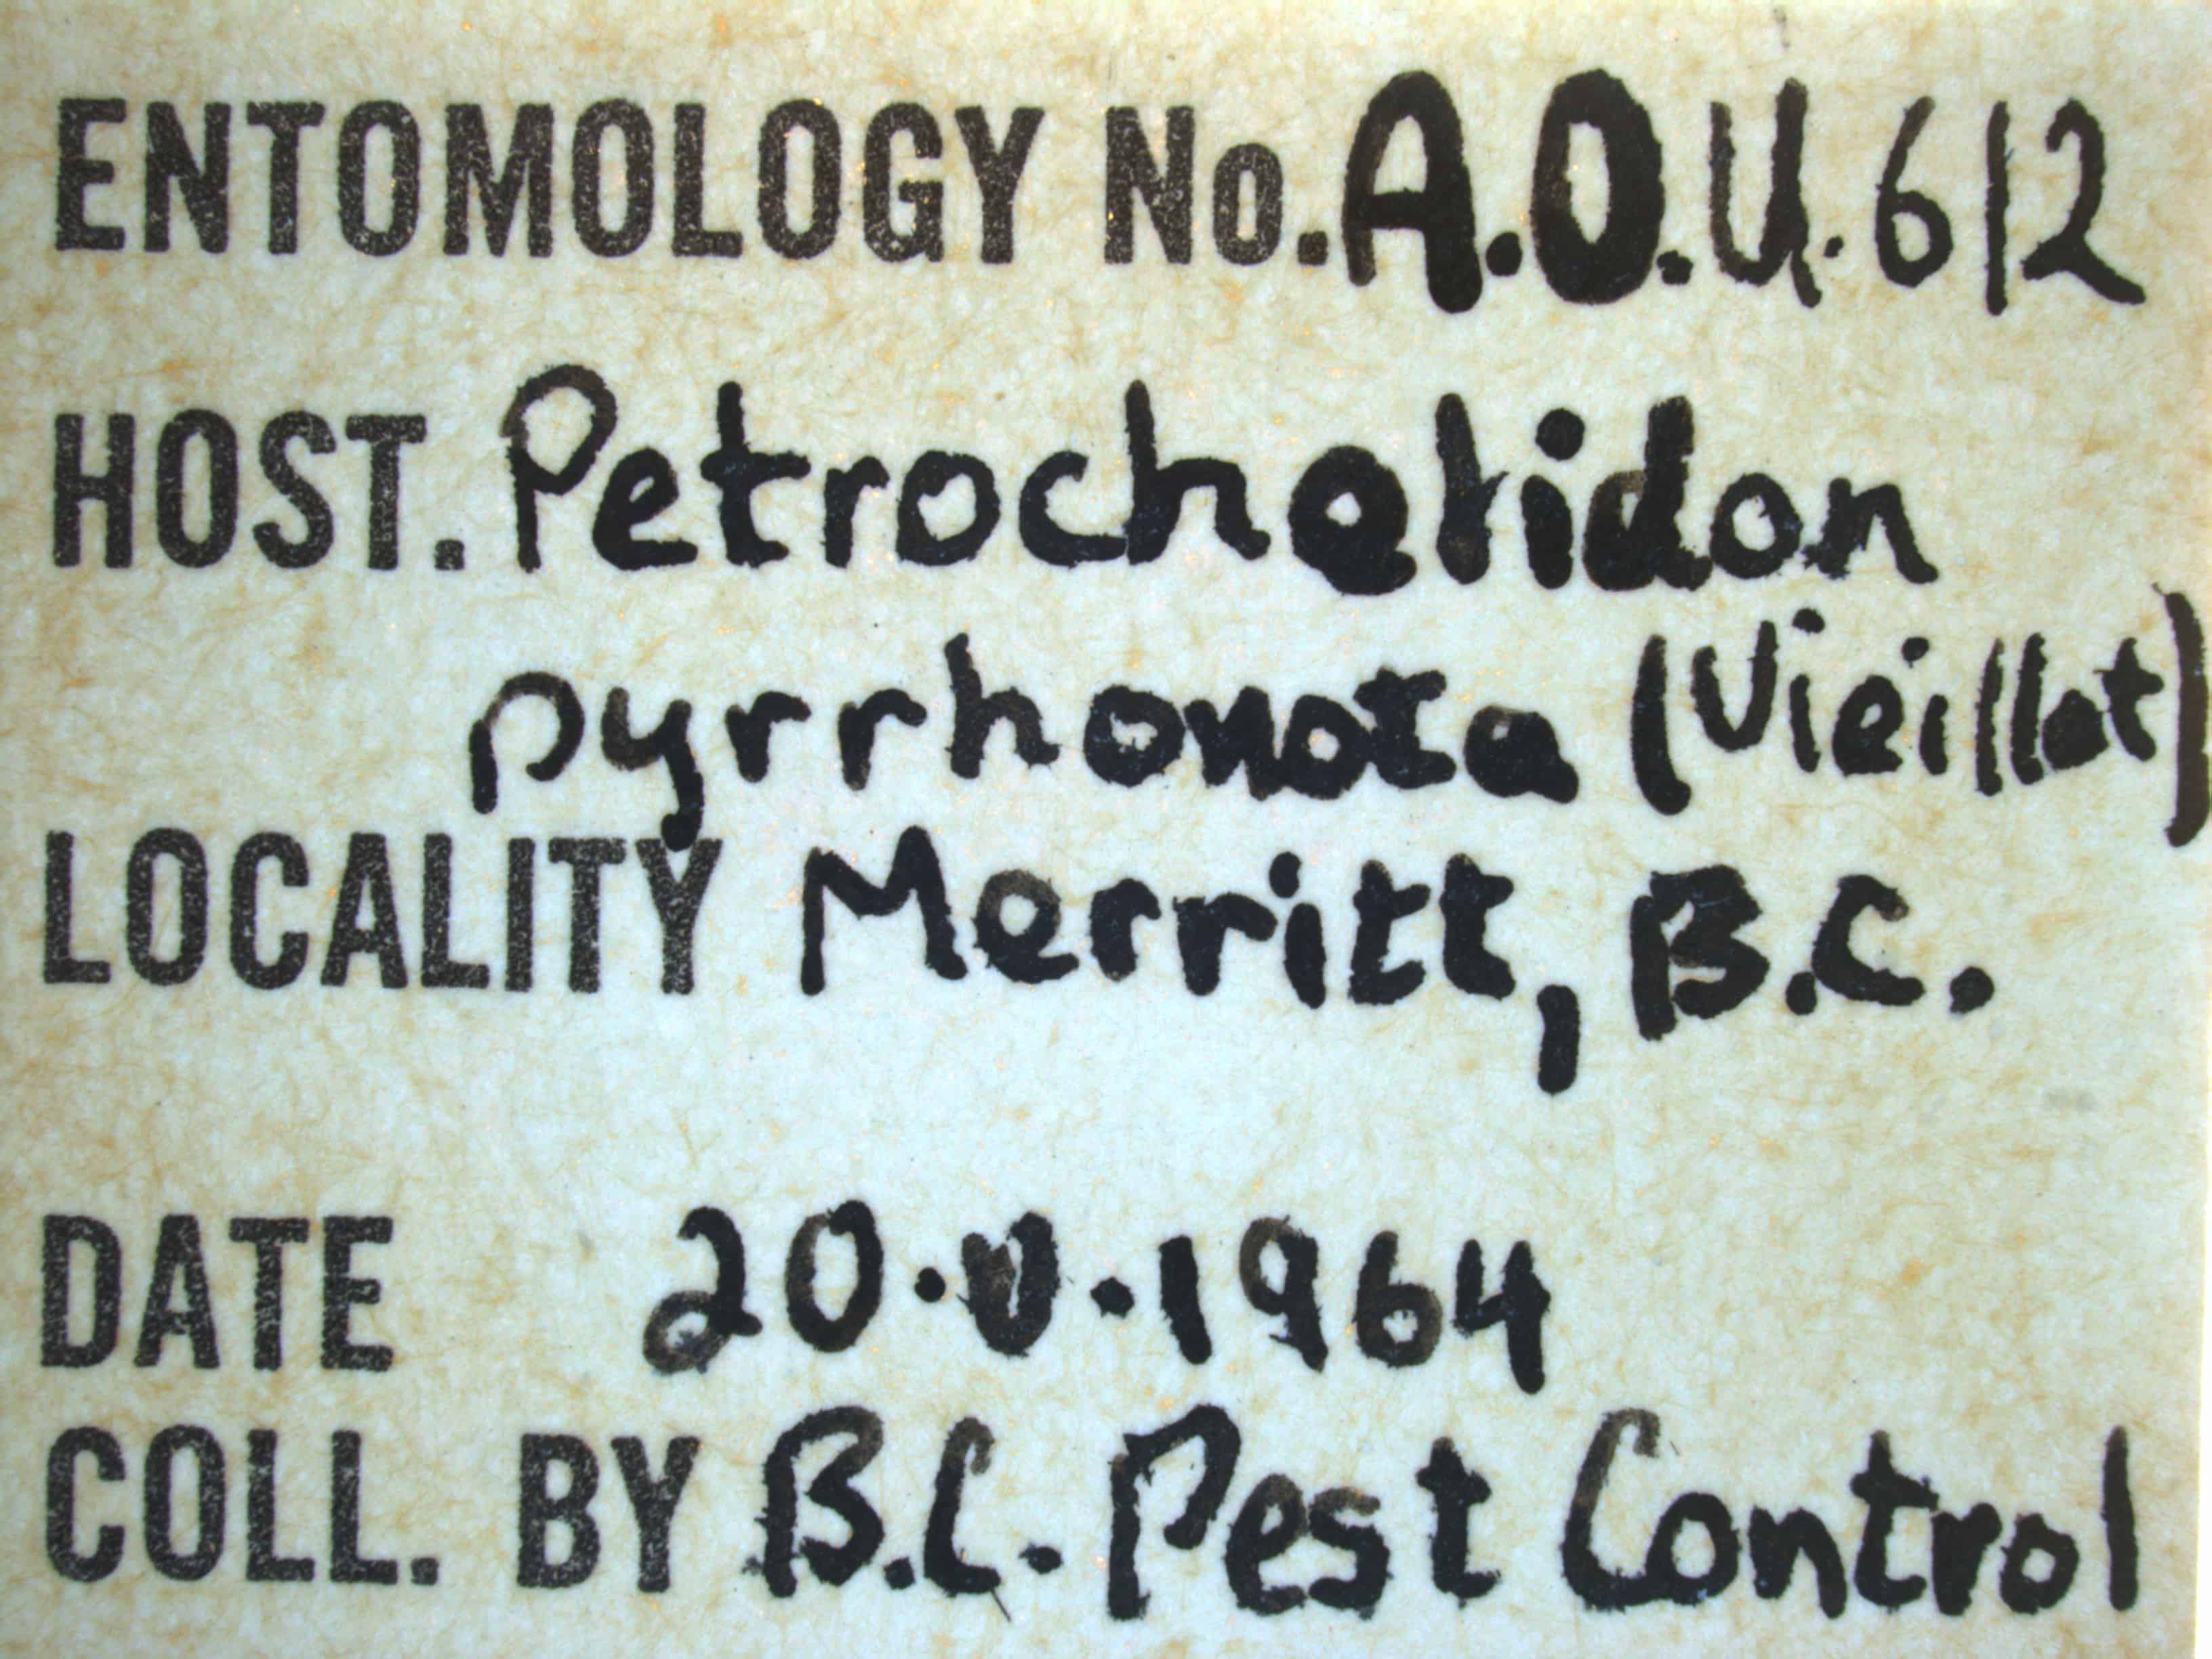 ENTOMOLOGY No. A.O.U. 612
HOST. Petrochelidon
pyrrhonota (Vieillot)
LOCALITY Merritt, B.C.
DATE 20·V·1964
COLL. BY B.C. Pest Control